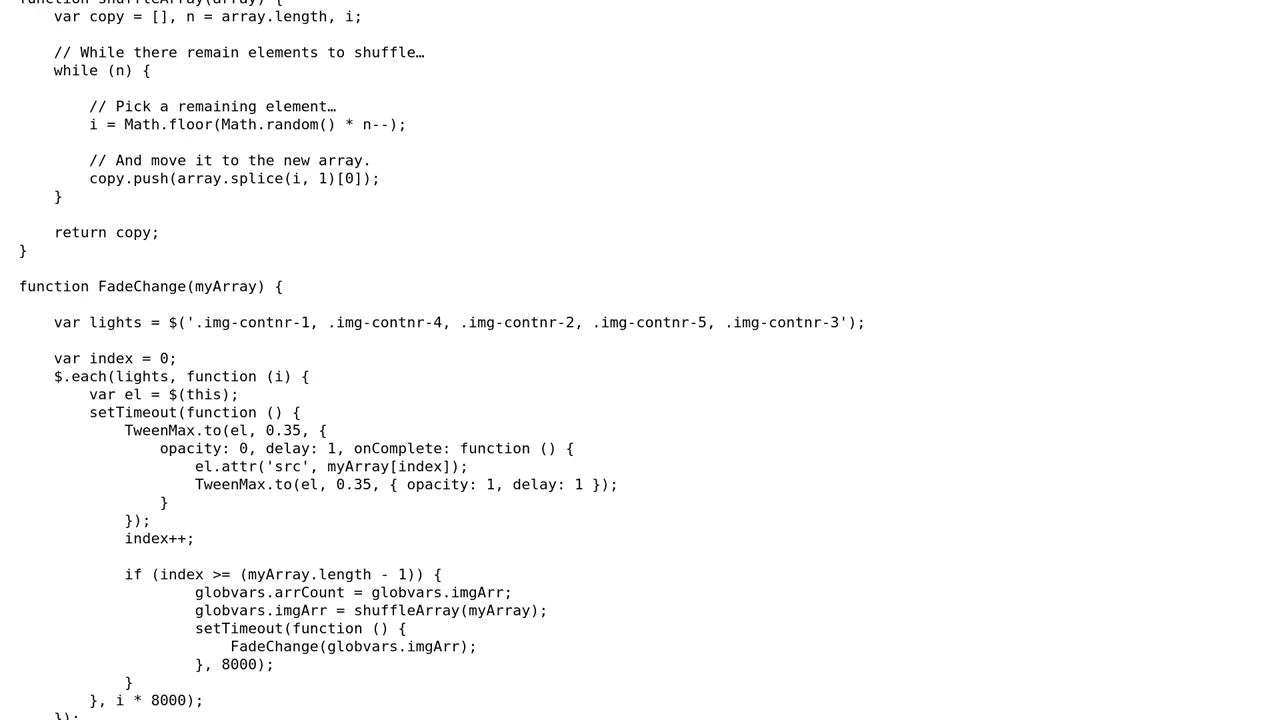 function shuffleArray(array) {
    var copy = [], n = array.length, i;

    // While there remain elements to shuffle…
    while (n) {

        // Pick a remaining element…
        i = Math.floor(Math.random() * n--);

        // And move it to the new array.
        copy.push(array.splice(i, 1)[0]);
    }

    return copy;
}

function FadeChange(myArray) {

    var lights = $('.img-contnr-1, .img-contnr-4, .img-contnr-2, .img-contnr-5, .img-contnr-3');

    var index = 0;
    $.each(lights, function (i) {
        var el = $(this);
        setTimeout(function () {
            TweenMax.to(el, 0.35, {
                opacity: 0, delay: 1, onComplete: function () {
                    el.attr('src', myArray[index]);
                    TweenMax.to(el, 0.35, { opacity: 1, delay: 1 });
                }
            });
            index++;

            if (index >= (myArray.length - 1)) {
                    globvars.arrCount = globvars.imgArr;
                    globvars.imgArr = shuffleArray(myArray);
                    setTimeout(function () {
                        FadeChange(globvars.imgArr);
                    }, 8000);
            }
        }, i * 8000);
    });